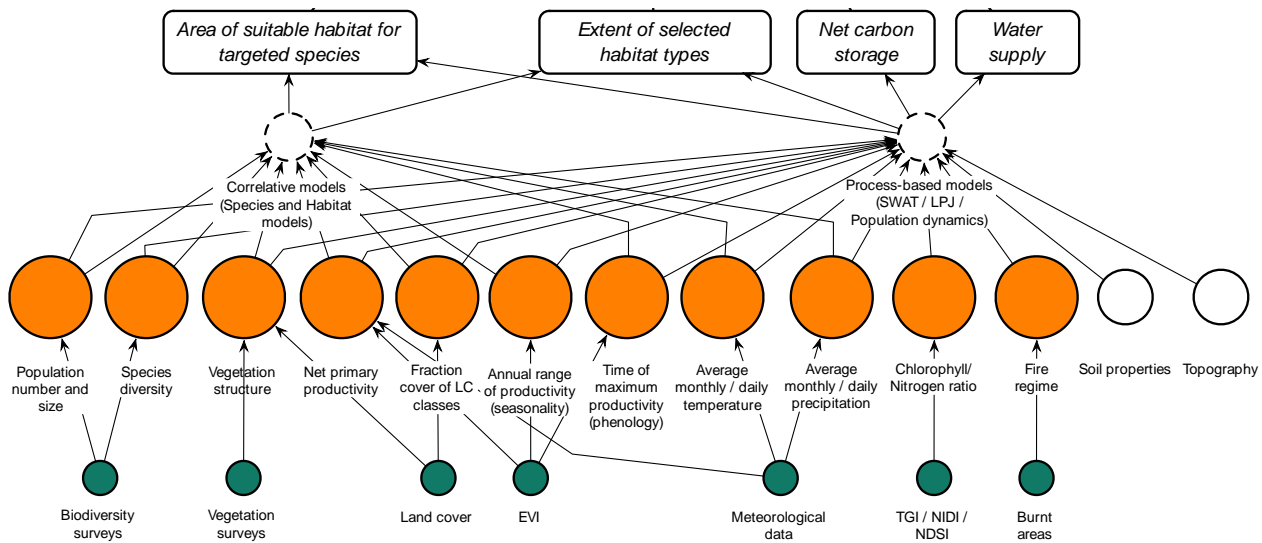 Area of suitable habitat for
targeted species
Extent of selected
habitat types
Net carbon
storage
Water
supply
Correlative models
(Species and Habitat
models)
Process-based models
(SWAT / LPJ /
Population dynamics)
Population
number and
size
Species
diversity
Vegetation
structure
Net primary
productivity
Fraction
cover of LC
classes
Annual range
of productivity
(seasonality)
Time of
maximum
productivity
(phenology)
Average
monthly / daily
temperature
Average
monthly / daily
precipitation
Chlorophyll/
Nitrogen ratio
Fire
regime
Soil properties
Topography
Biodiversity
surveys
Vegetation
surveys
Land cover
EVI
Meteorological
data
TGI / NIDI /
NDSI
Burnt
areas